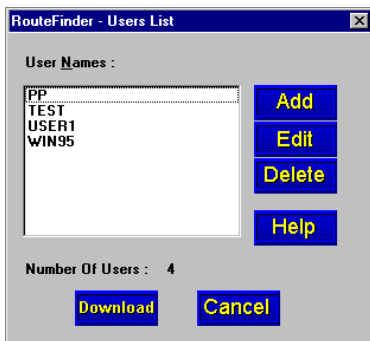 RouteFinder - Users List
User Names :
PP
TEST
USER1
WIN95
Add
Edit
Delete
Help
Number Of Users : 4
Download
Cancel